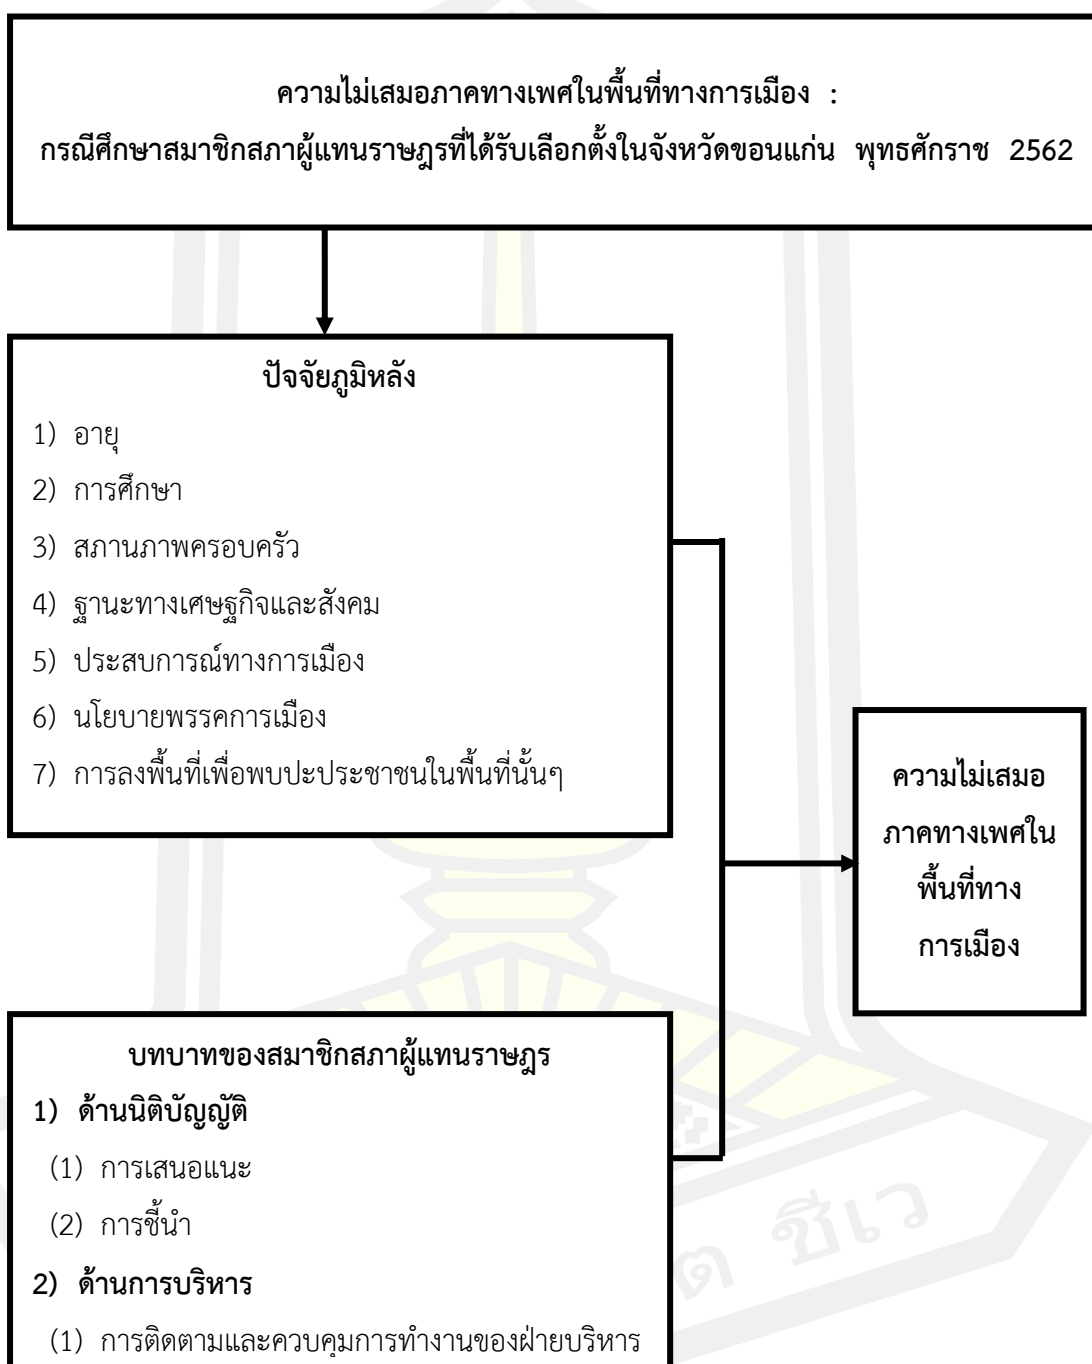 ความไม่เสมอภาคทางเพศในพื้นที่ทางการเมือง :
กรณีศึกษาสมาชิกสภาผู้แทนราษฎรที่ได้รับเลือกตั้งในจังหวัดขอนแก่น พุทธศักราช 2562
ปัจจัยภูมิหลัง
1) อายุ
2) การศึกษา
3) สภานภาพครอบครัว
4) ฐานะทางเศษฐกิจและสังคม
5) ประสบการณ์ทางการเมือง
6) นโยบายพรรคการเมือง
7) การลงพื้นที่เพื่อพบปะประชาชนในพื้นที่นั้นๆ
ความไม่เสมอ
ภาคทางเพศใน
พื้นที่ทาง
การเมือง
บทบาทของสมาชิกสภาผู้แทนราษฎร
1) ด้านนิติบัญญัติ
(1) การเสนอแนะ
(2) การชี้นำ
2) ด้านการบริหาร
(1) การติดตามและควบคุมการทำงานของฝ่ายบริหาร
ต ชีเว